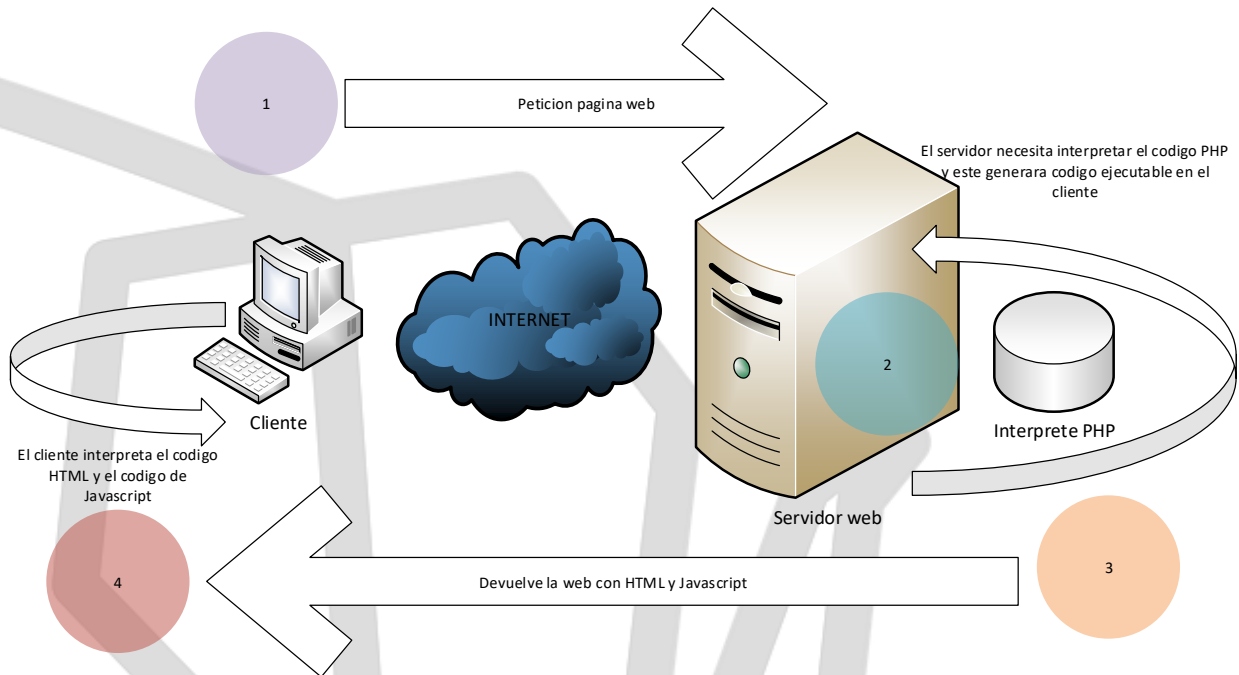 1
Peticion pagina web
El servidor necesita interpretar el codigo PHP
y este generara codigo ejecutable en el
cliente
INTERNET
2
Cliente
Interprete PHP
El cliente interpreta el codigo
HTML y el codigo de
Javascript
Servidor web
3
4
Devuelve la web con HTML y Javascript